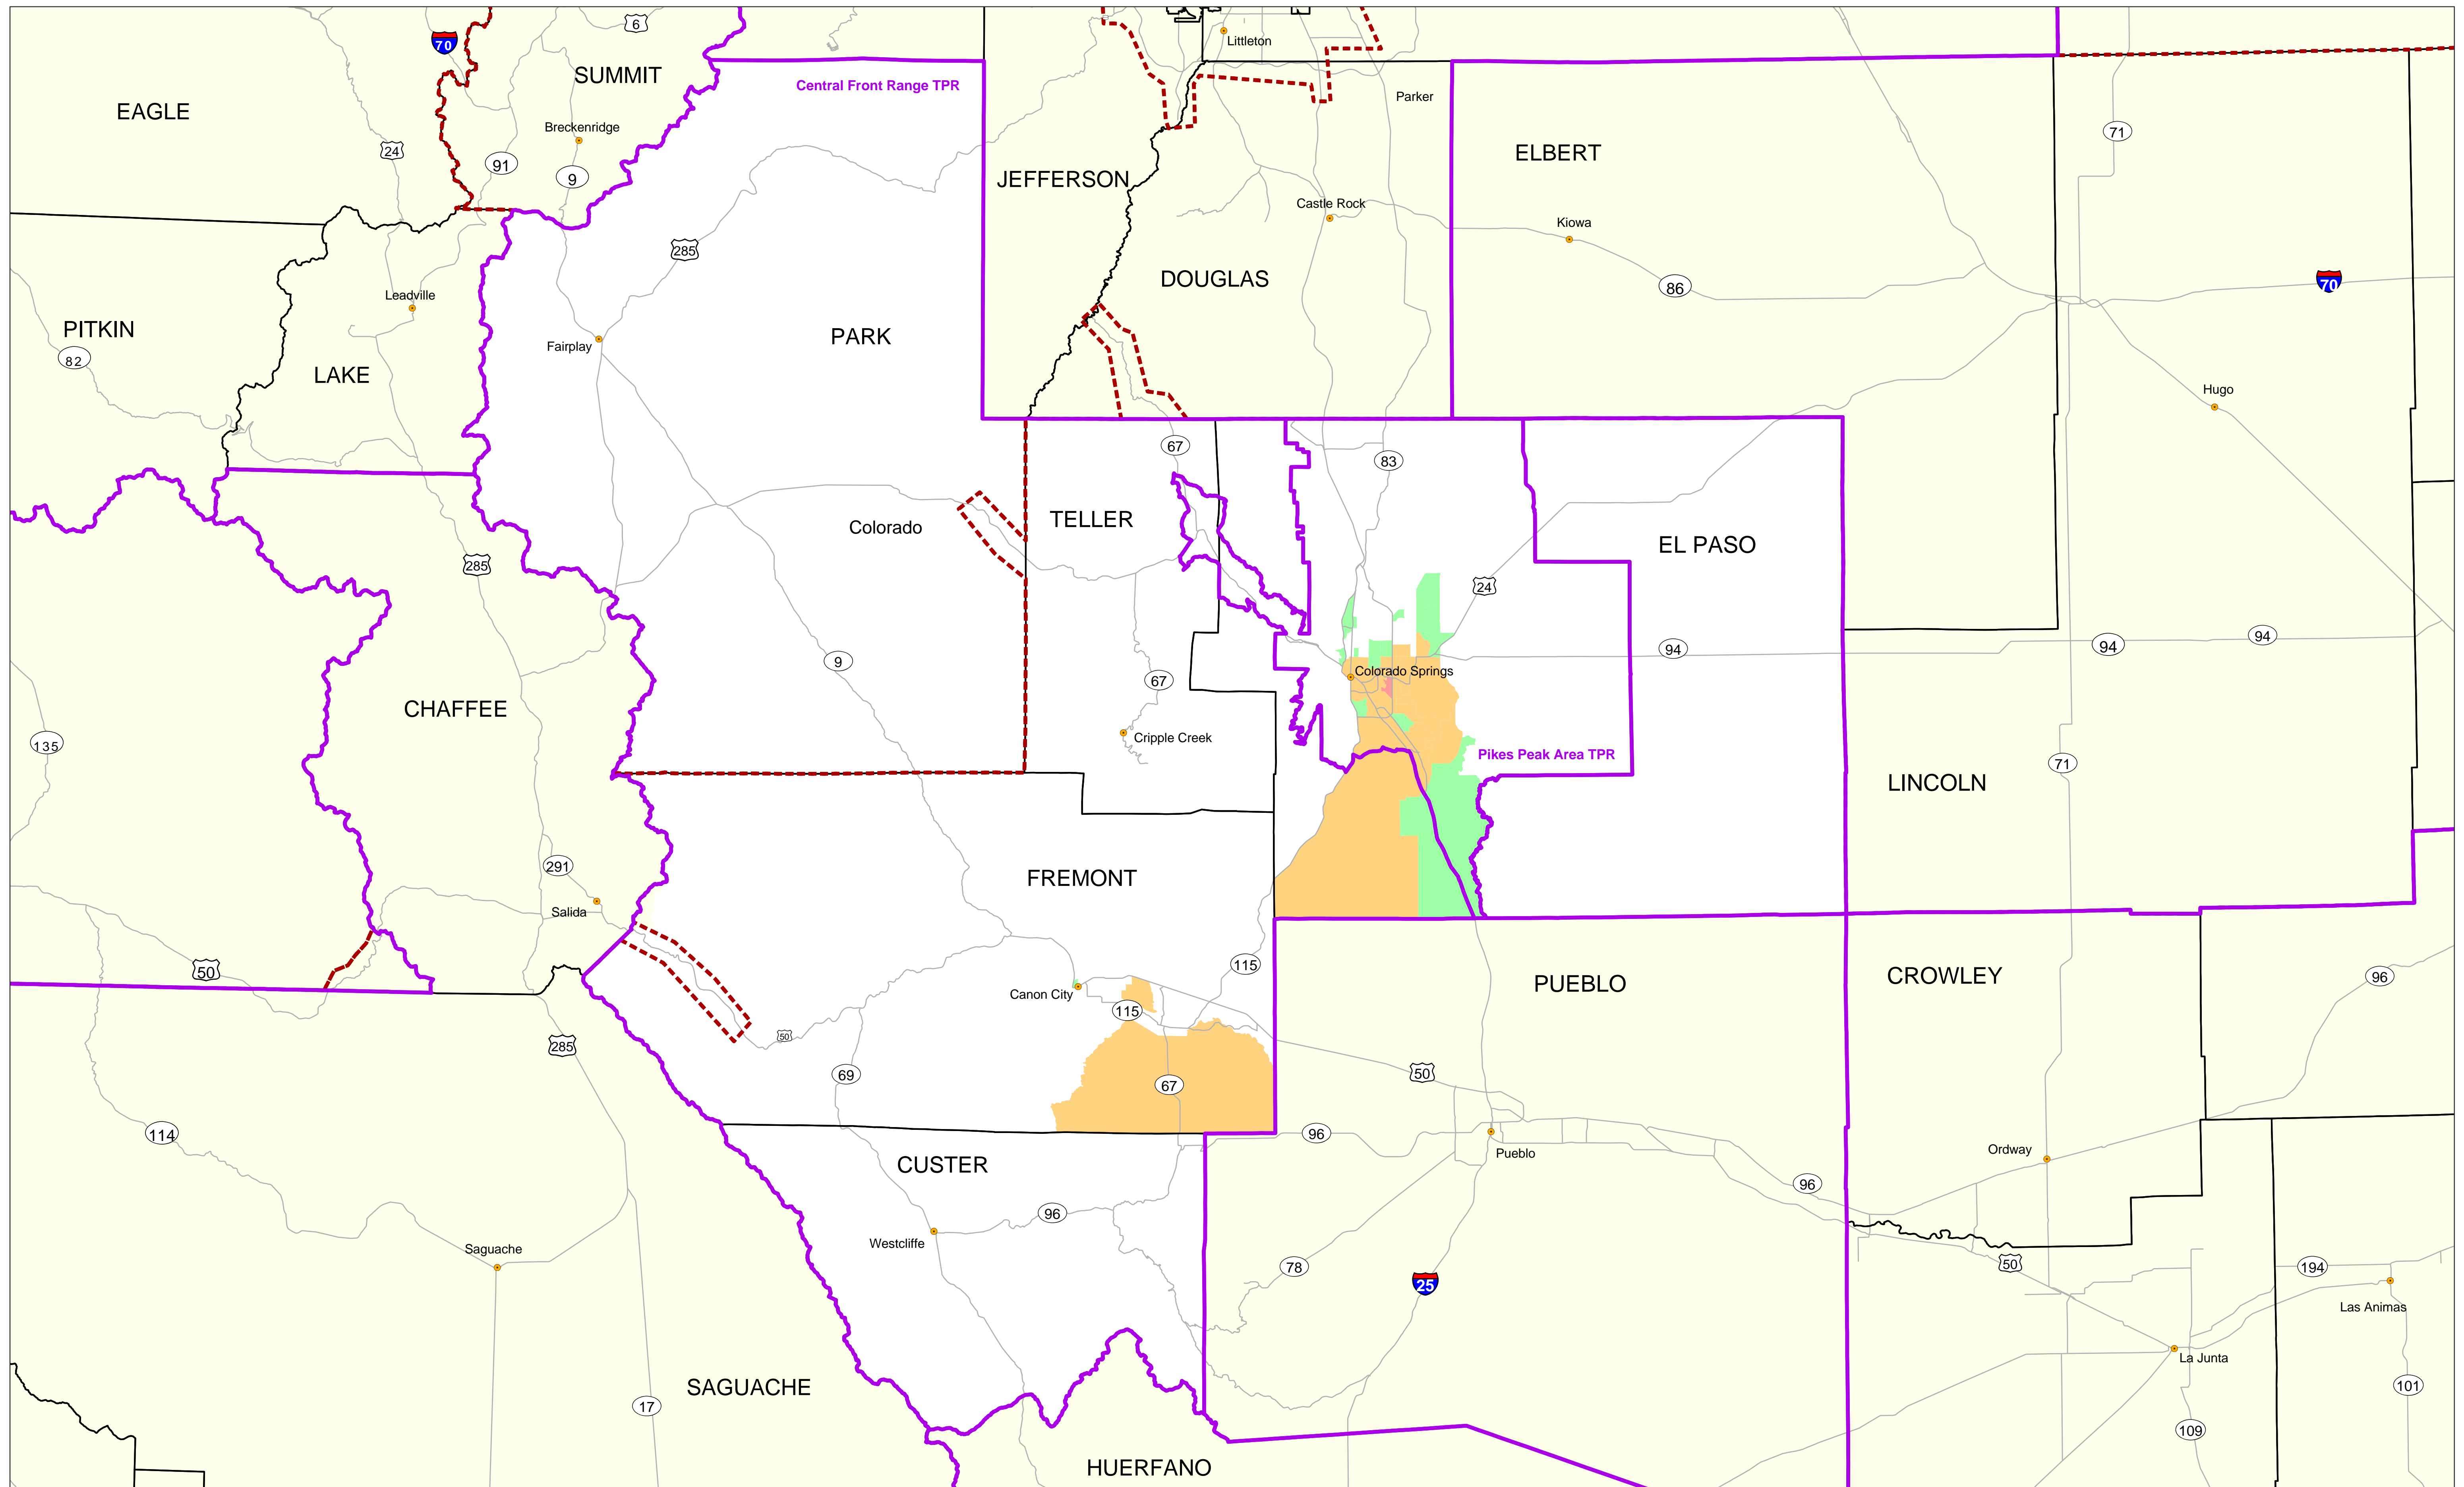 6
70
Littleton
SUMMIT
Central Front Range TPR
EAGLE
Parker
Breckenridge
71
24
91
ELBERT
9
JEFFERSON
Castle Rock
Kiowa
285
DOUGLAS
86
70
Leadville
PITKIN
PARK
Fairplay
82
LAKE
Hugo
67
83
Colorado
TELLER
EL PASO
285
24
94
94
94
9
Colorado Springs
67
CHAFFEE
135
Cripple Creek
Pikes Peak Area TPR
71
LINCOLN
291
FREMONT
Salida
50
115
PUEBLO
CROWLEY
96
Canon City
115
50
285
69
67
50
114
96
Ordway
Pueblo
CUSTER
96
96
Westcliffe
Saguache
78
50
194
25
Las Animas
La Junta
SAGUACHE
101
17
109
HUERFANO